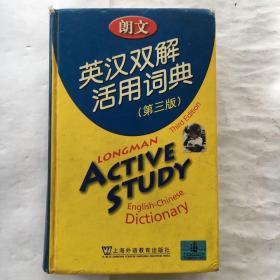 朗文
英汉双解
活用词典
(第三版)
Third Edition
LONGMAN
ACTIVE
STUDY
English-Chinese
Dictionary
上海外语教育出版社